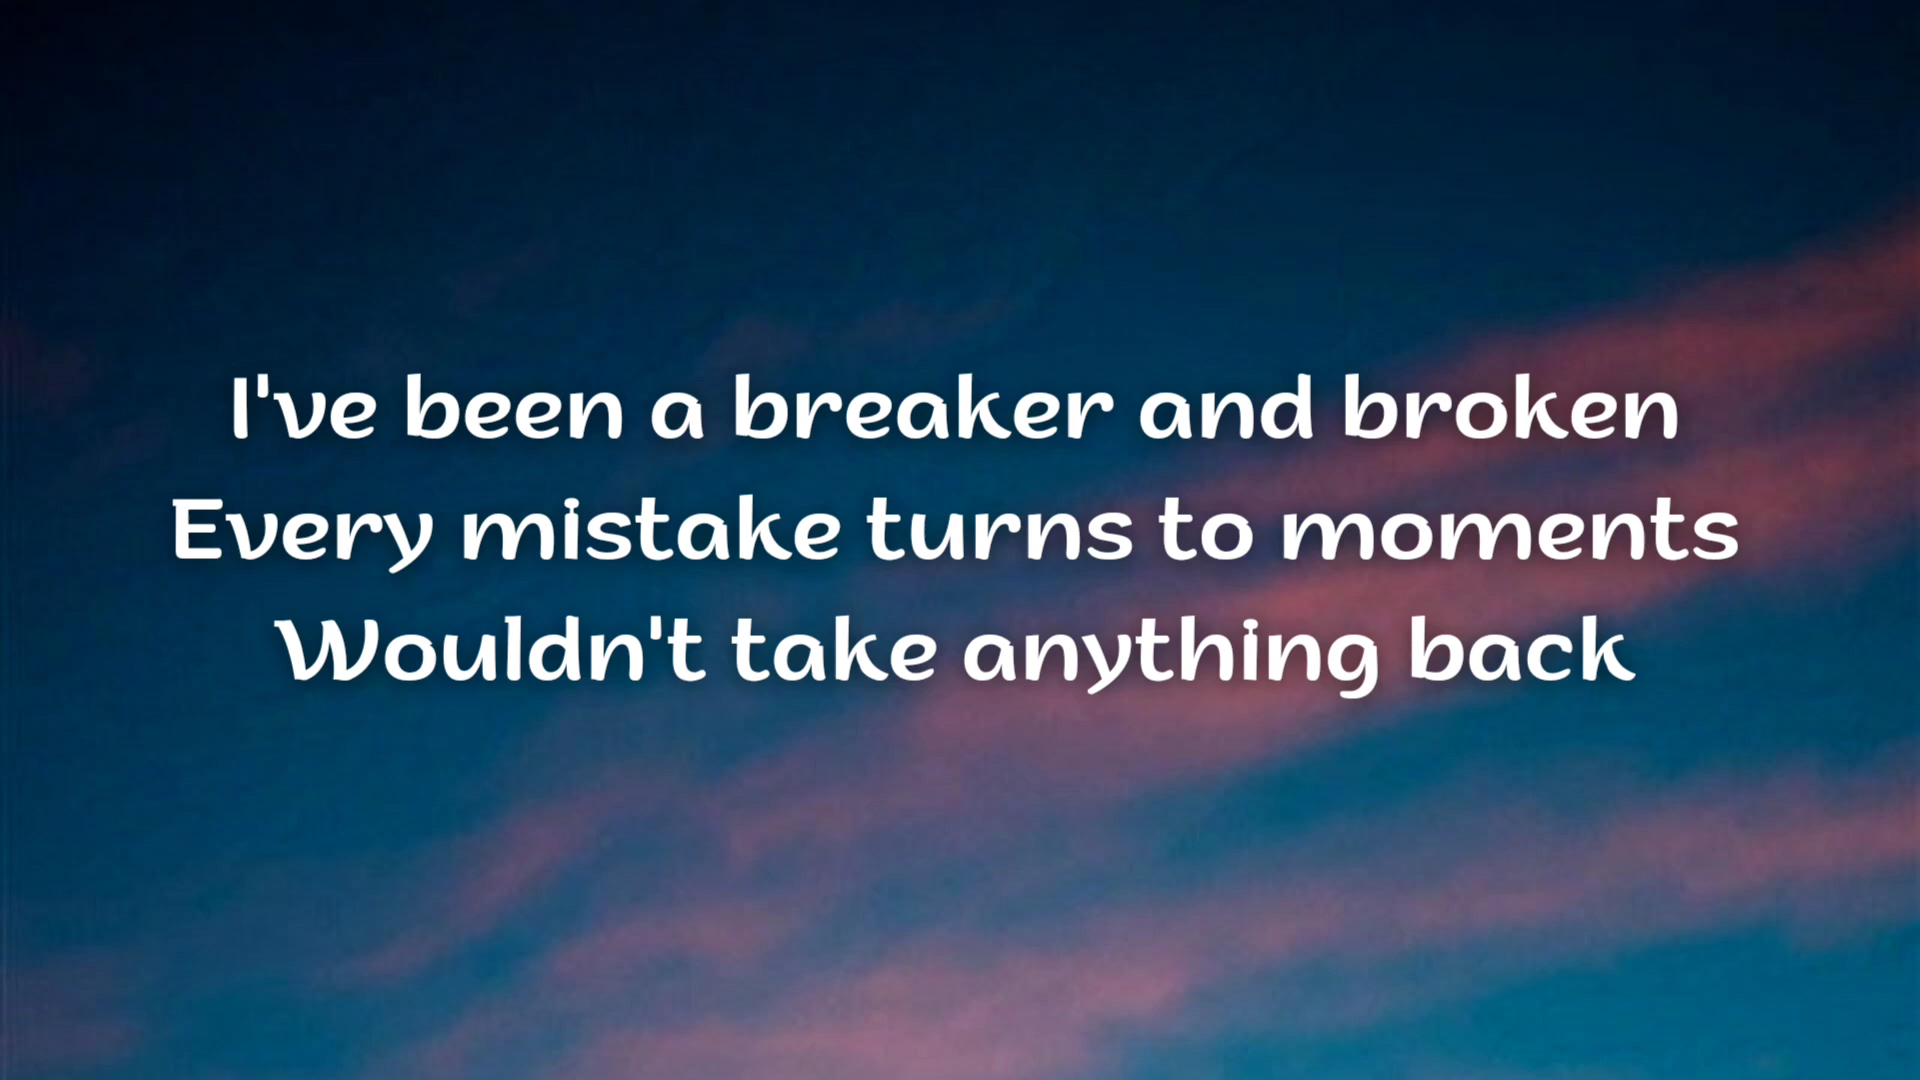 I've been a breaker and broken
Every mistake turns to moments
Wouldn't take anything back